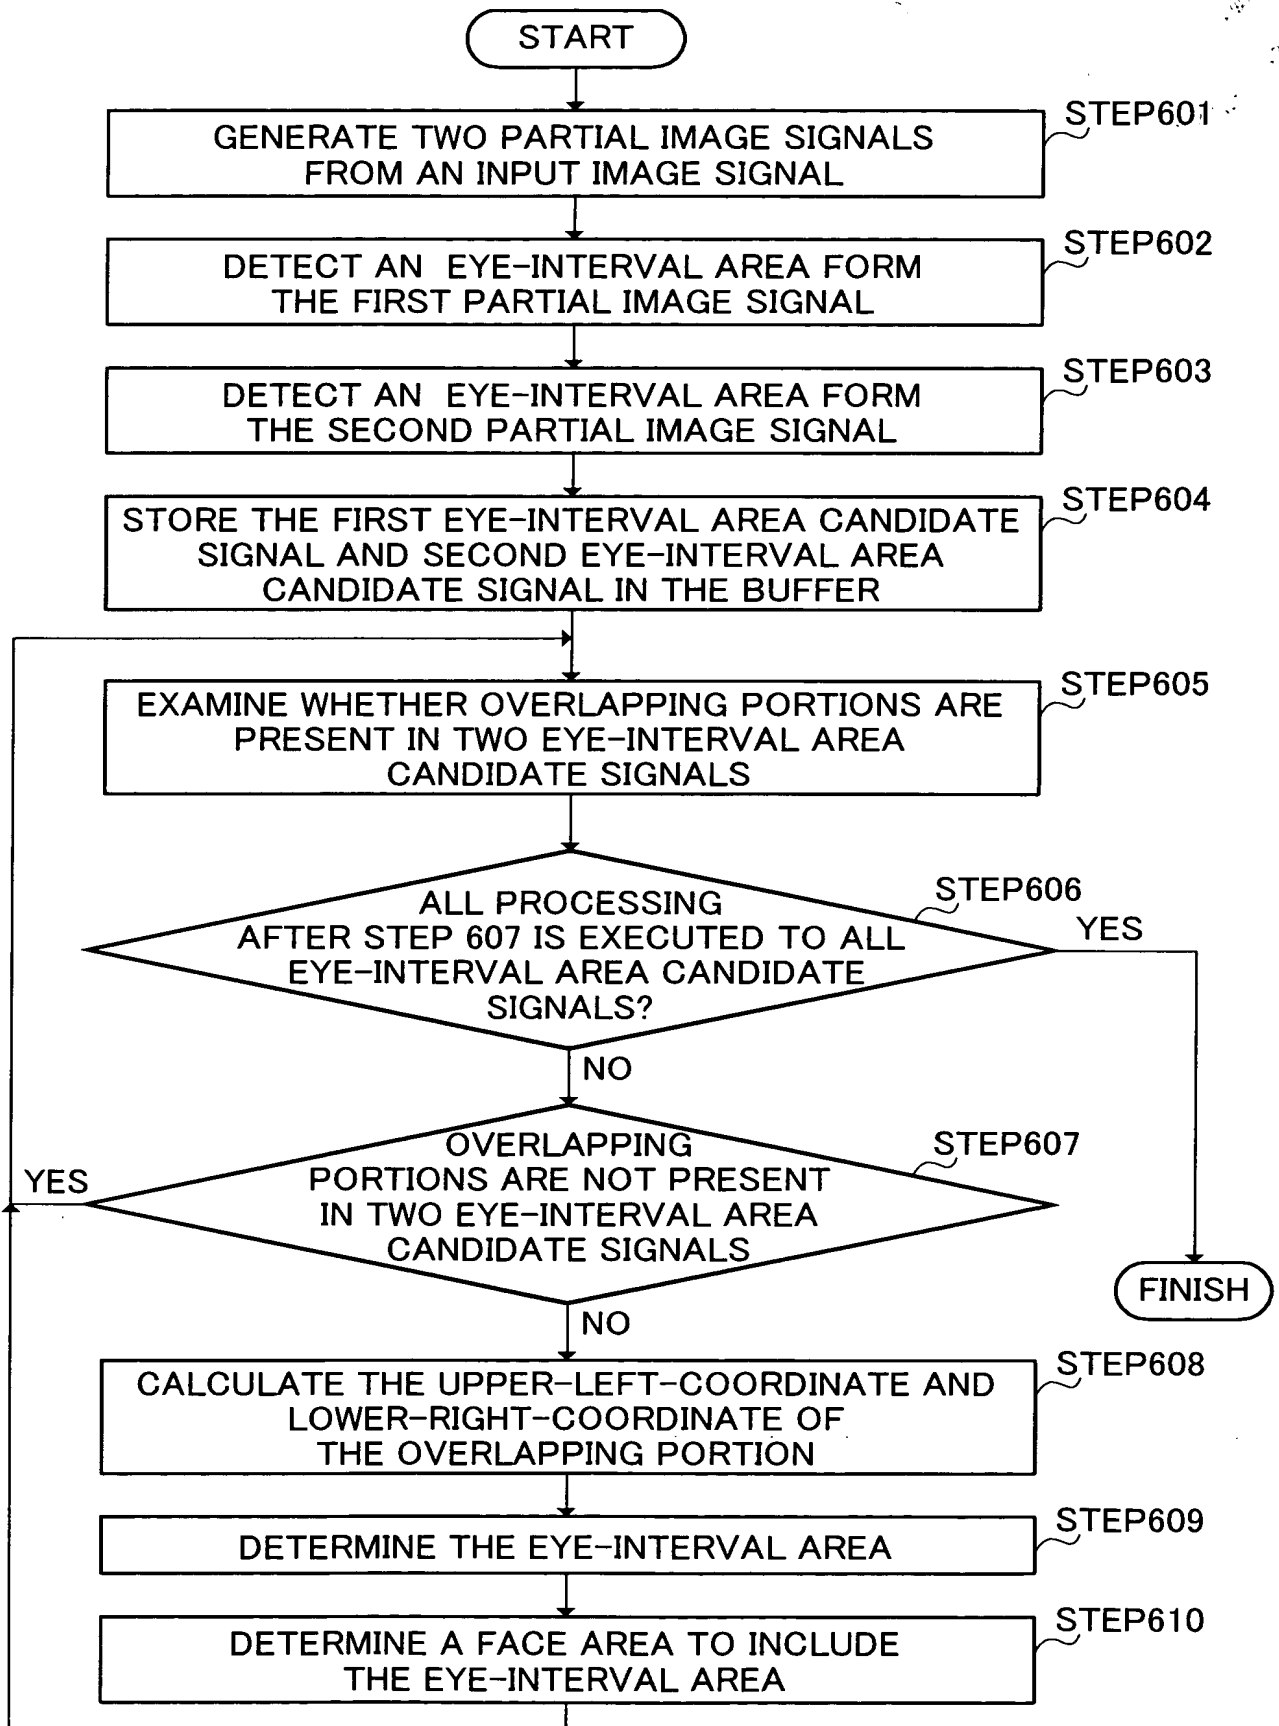 START
STEP601
GENERATE TWO PARTIAL IMAGE SIGNALS
FROM AN INPUT IMAGE SIGNAL
STEP602
DETECT AN EYE-INTERVAL AREA FORM
THE FIRST PARTIAL IMAGE SIGNAL
STEP603
DETECT AN EYE-INTERVAL AREA FORM
THE SECOND PARTIAL IMAGE SIGNAL
STEP604
STORE THE FIRST EYE-INTERVAL AREA CANDIDATE
SIGNAL AND SECOND EYE-INTERVAL AREA
CANDIDATE SIGNAL IN THE BUFFER
STEP605
EXAMINE WHETHER OVERLAPPING PORTIONS ARE
PRESENT IN TWO EYE-INTERVAL AREA
CANDIDATE SIGNALS
STEP606
ALL PROCESSING
AFTER STEP 607 IS EXECUTED TO ALL
EYE-INTERVAL AREA CANDIDATE
SIGNALS?
YES
NO
STEP607
OVERLAPPING
PORTIONS ARE NOT PRESENT
IN TWO EYE-INTERVAL AREA
CANDIDATE SIGNALS
YES
FINISH
NO
STEP608
CALCULATE THE UPPER-LEFT-COORDINATE AND
LOWER-RIGHT-COORDINATE OF
THE OVERLAPPING PORTION
STEP609
DETERMINE THE EYE-INTERVAL AREA
STEP610
DETERMINE A FACE AREA TO INCLUDE
THE EYE-INTERVAL AREA